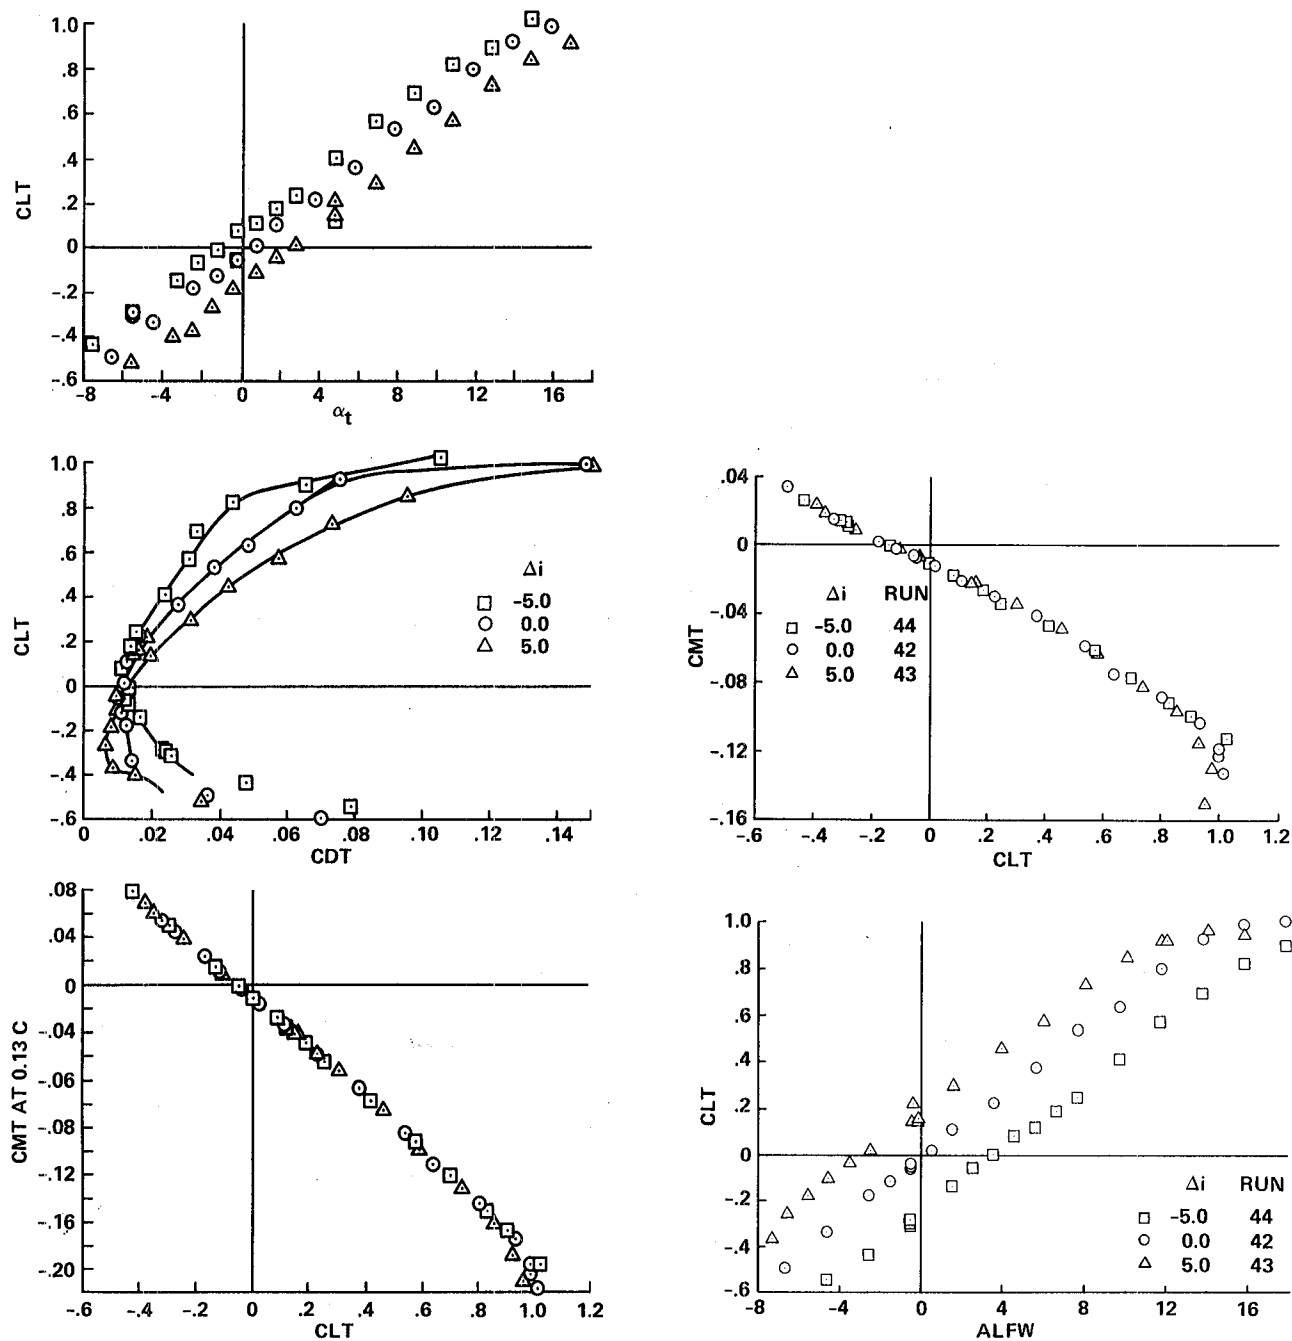 1.0
.8
.6
.4
.2
0
-.2
-.4
-.6
CLT
-8 -4 0 4 8 12 16
αt
1.0
.8
.6
.4
.2
0
-.2
-.4
-.6
CLT
0 .02 .04 .06 .08 .10 .12 .14
CDT
Δi
-5.0
0.0
5.0
.04
0
-.04
-.08
-.12
-.16
CMT
-.6 -.4 -.2 0 .2 .4 .6 .8 1.0 1.2
CLT
Δi RUN
-5.0 44
0.0 42
5.0 43
.08
.04
0
-.04
-.06
-.08
-.12
-.16
-.20
CMT AT 0.13 C
-.6 -.4 -.2 0 .2 .4 .6 .8 1.0 1.2
CLT
1.0
.8
.6
.4
.2
0
-.2
-.4
-.6
CLT
-8 -4 0 4 8 12 16
ALFW
Δi RUN
-5.0 44
0.0 42
5.0 43